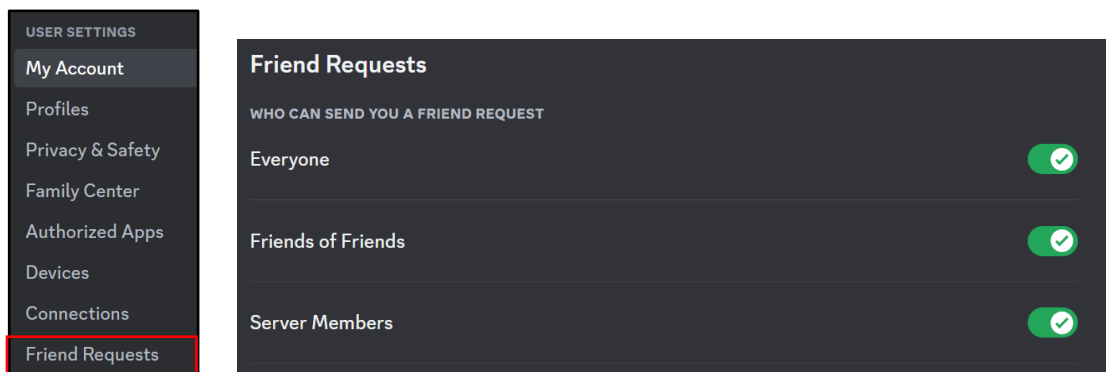 USER SETTINGS
My Account
Profiles
Privacy & Safety
Family Center
Authorized Apps
Devices
Connections
Friend Requests
Friend Requests
WHO CAN SEND YOU A FRIEND REQUEST
Everyone
Friends of Friends
Server Members